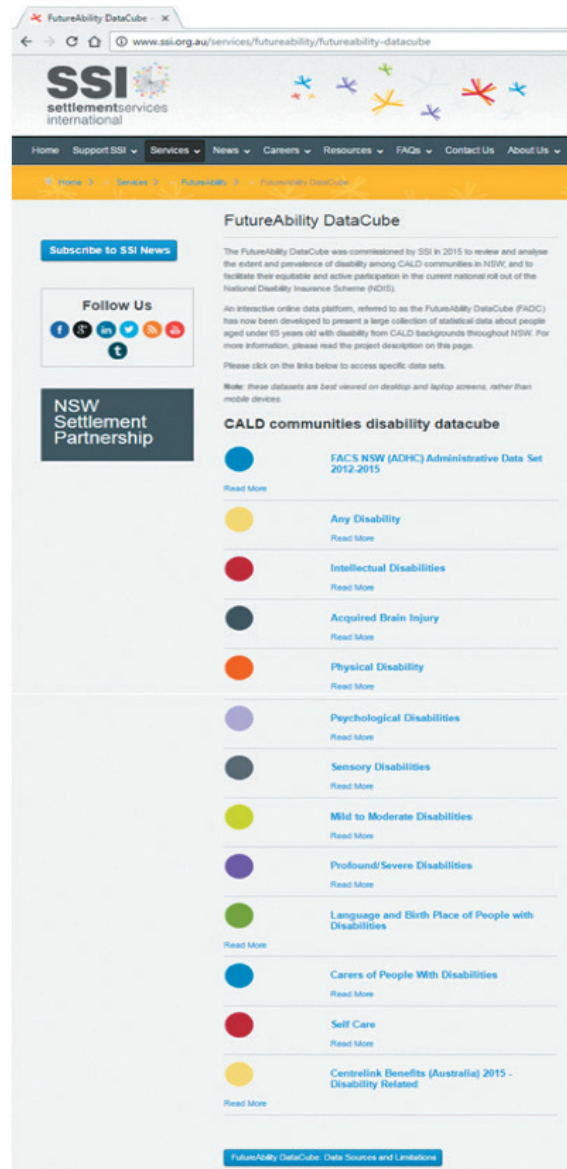 FutureAbility DataCube -
www.ssi.org.au/services/futureability/futureability-datacube
SSI
settlementservices
international
Home Support SSI Services News Careers Resources FAQs Contact Us About Us
Home > Services > FutureAbility > FutureAbility DataCube
FutureAbility DataCube
Subscribe to SSI News
The FutureAbility DataCube was commissioned by SSI in 2015 to review and analyse
the extent and prevalence of disability among CALD communities in NSW, and to
facilitate their equitable and active participation in the current national roll out of the
National Disability Insurance Scheme (NDIS).
Follow Us
An interactive online data platform, referred to as the FutureAbility DataCube (FADC)
has now been developed to present a large collection of statistical data about people
aged under 65 years old with disability from CALD backgrounds throughout NSW. For
more information, please read the project description on this page.
Please click on the links below to access specific data sets.
Note: these datasets are best viewed on desktop and laptop screens, rather than
mobile devices.
NSW
Settlement
Partnership
CALD communities disability datacube
FACS NSW (ADHC) Administrative Data Set
2012-2015
Read More
Any Disability
Read More
Intellectual Disabilities
Read More
Acquired Brain Injury
Read More
Physical Disability
Read More
Psychological Disabilities
Read More
Sensory Disabilities
Read More
Mild to Moderate Disabilities
Read More
Profound/Severe Disabilities
Read More
Language and Birth Place of People with
Disabilities
Read More
Carers of People With Disabilities
Read More
Self Care
Read More
Centrelink Benefits (Australia) 2015 -
Disability Related
Read More
FutureAbility DataCube: Data Sources and Limitations